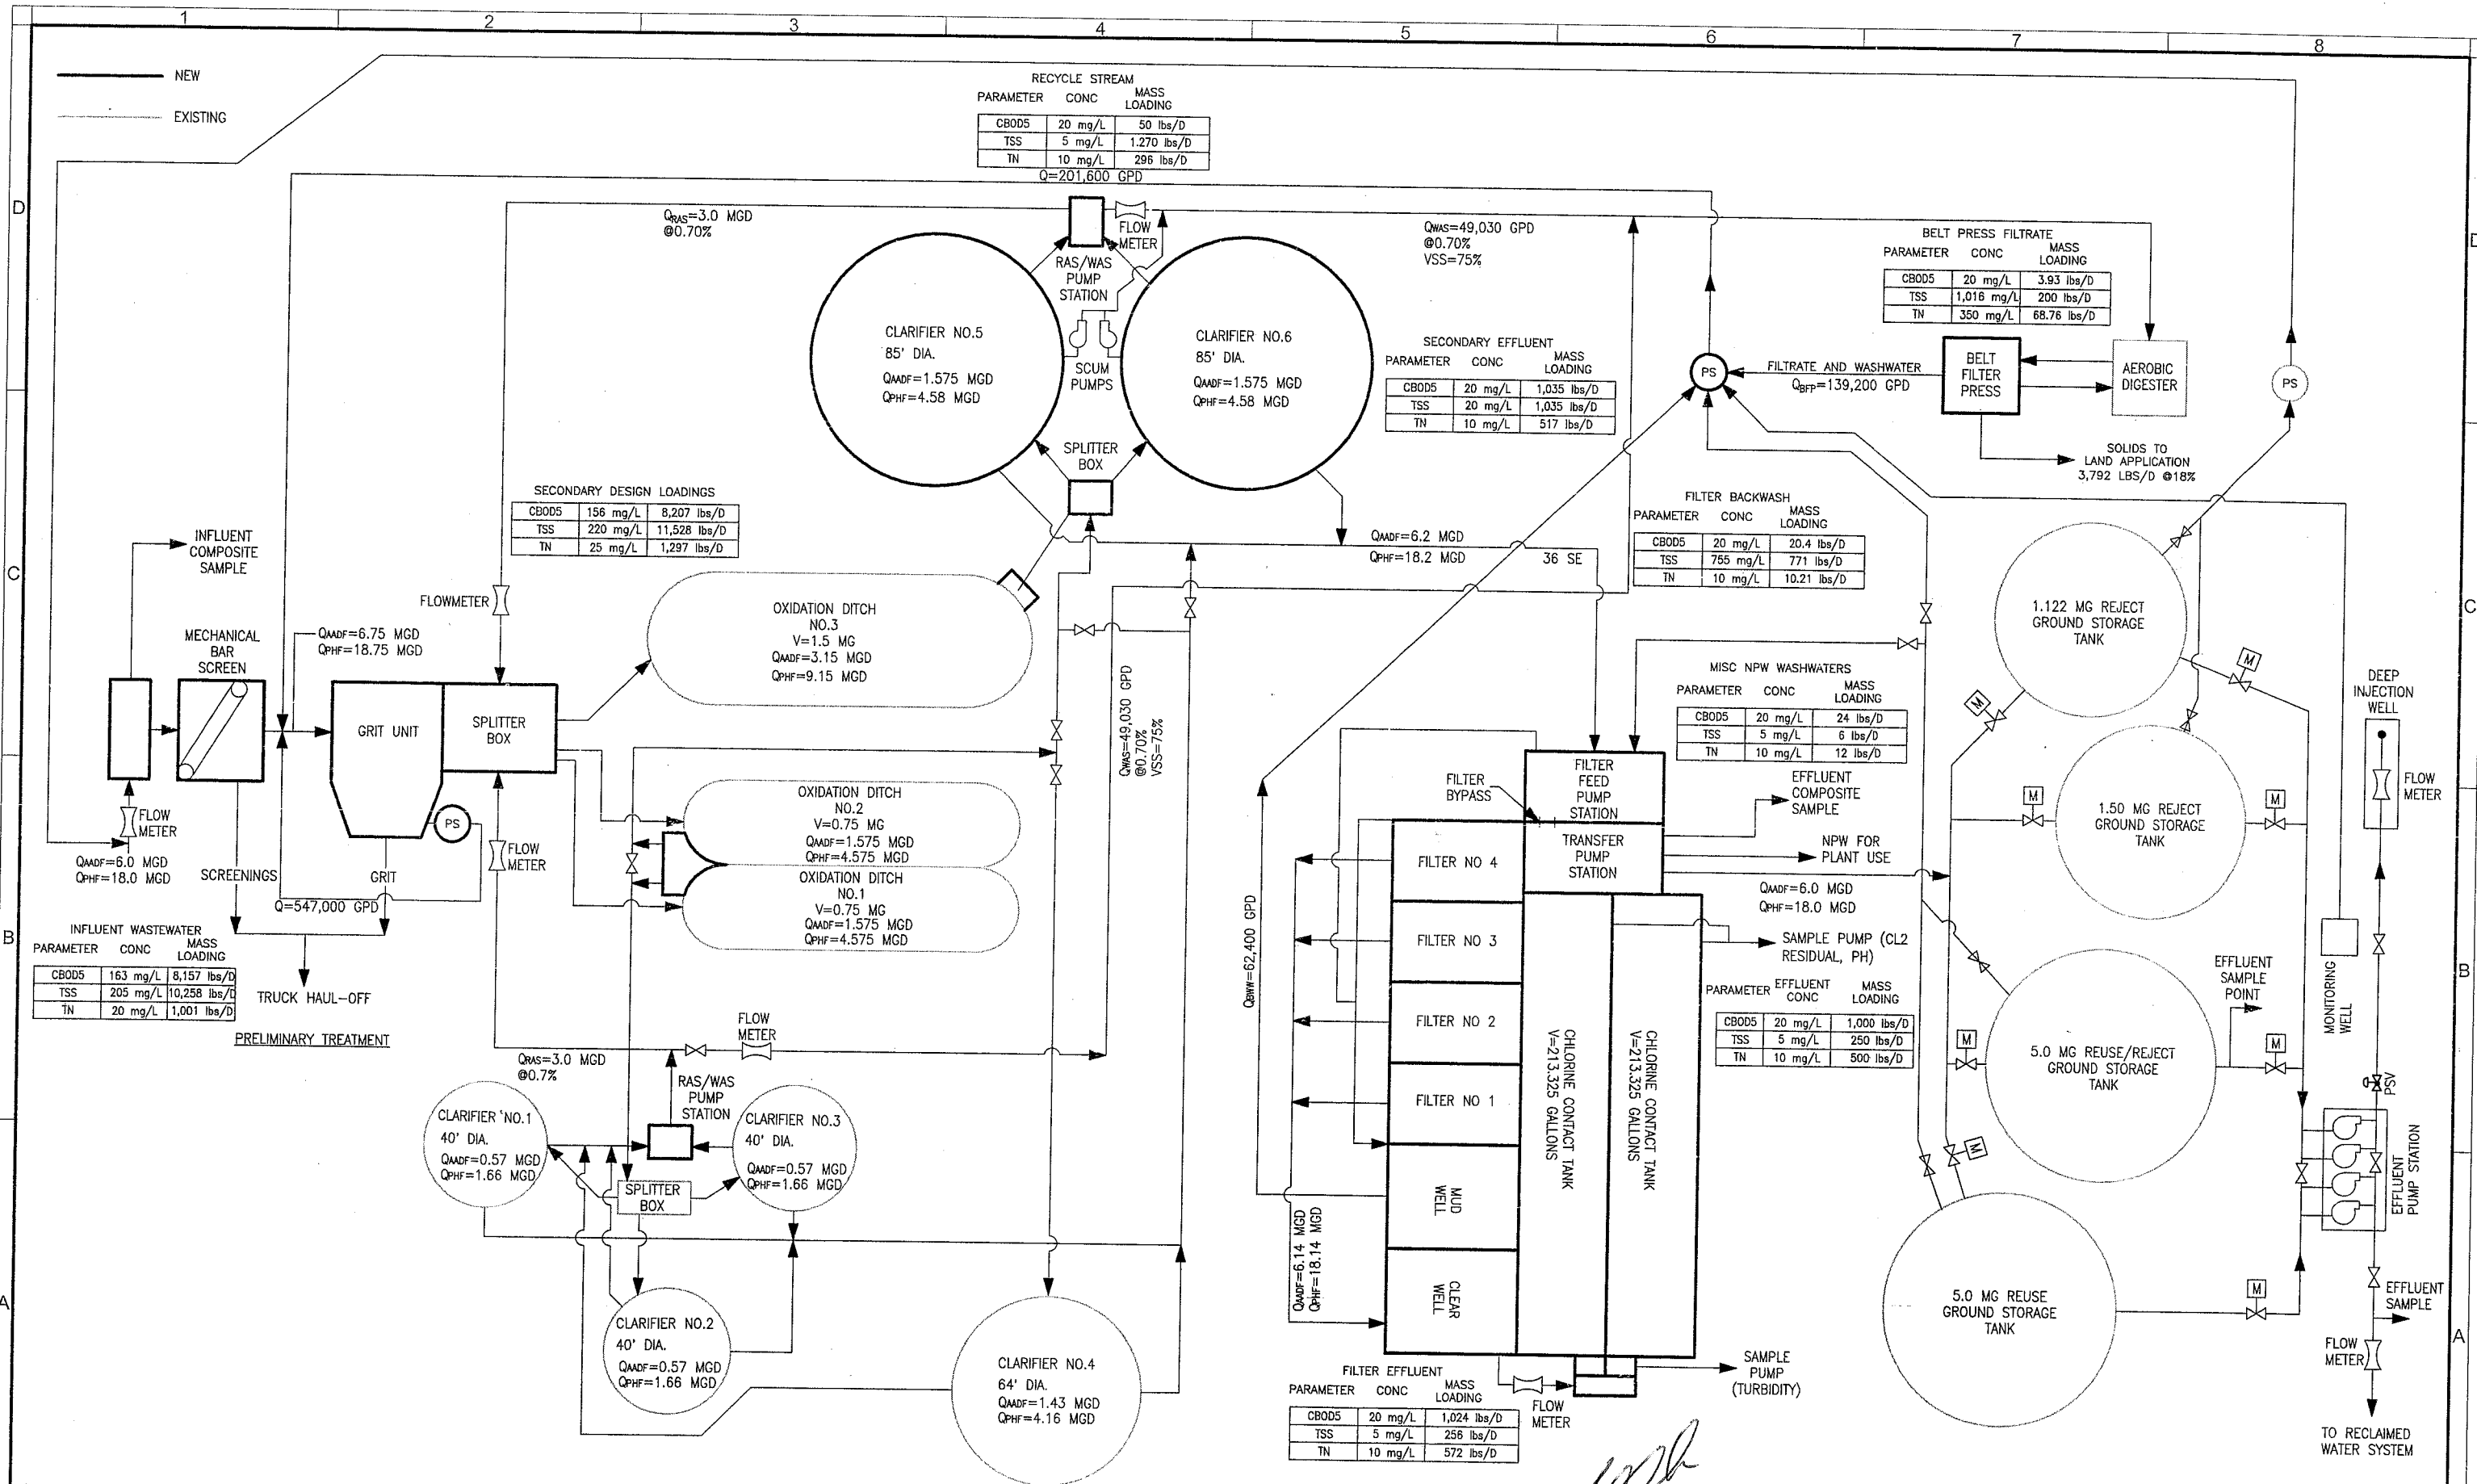 1 2 3 4 5 6 7 8
D
C
B
A
D
C
B
A
NEW
EXISTING
RECYCLE STREAM
PARAMETER CONC MASS LOADING
CBOD5 20 mg/L 50 lbs/D
TSS 5 mg/L 1.270 lbs/D
TN 10 mg/L 296 lbs/D
Q=201,600 GPD
QRAS=3.0 MGD
@0.70%
FLOW
METER
RAS/WAS
PUMP
STATION
QWAS=49,030 GPD
@0.70%
VSS=75%
CLARIFIER NO.5
85' DIA.
QAADF=1.575 MGD
QPHF=4.58 MGD
SCUM
PUMPS
CLARIFIER NO.6
85' DIA.
QAADF=1.575 MGD
QPHF=4.58 MGD
SPLITTER
BOX
BELT PRESS FILTRATE
PARAMETER CONC MASS LOADING
CBOD5 20 mg/L 3.93 lbs/D
TSS 1,016 mg/L 200 lbs/D
TN 350 mg/L 68.76 lbs/D
SECONDARY EFFLUENT
PARAMETER CONC MASS LOADING
CBOD5 20 mg/L 1,035 lbs/D
TSS 20 mg/L 1,035 lbs/D
TN 10 mg/L 517 lbs/D
PS
FILTRATE AND WASHWATER
QBFP=139,200 GPD
BELT
FILTER
PRESS
AEROBIC
DIGESTER
PS
SOLIDS TO
LAND APPLICATION
3,792 LBS/D @18%
SECONDARY DESIGN LOADINGS
CBOD5 156 mg/L 8,207 lbs/D
TSS 220 mg/L 11,528 lbs/D
TN 25 mg/L 1,297 lbs/D
FILTER BACKWASH
PARAMETER CONC MASS LOADING
CBOD5 20 mg/L 20.4 lbs/D
TSS 755 mg/L 771 lbs/D
TN 10 mg/L 10.21 lbs/D
QAADF=6.2 MGD
QPHF=18.2 MGD
36 SE
INFLUENT
COMPOSITE
SAMPLE
MECHANICAL
BAR
SCREEN
QAADF=6.75 MGD
QPHF=18.75 MGD
FLOWMETER
OXIDATION DITCH
NO.3
V=1.5 MG
QAADF=3.15 MGD
QPHF=9.15 MGD
GRIT UNIT
SPLITTER
BOX
PS
FLOW
METER
QAADF=6.0 MGD
QPHF=18.0 MGD
SCREENINGS
GRIT
Q=547,000 GPD
FLOW
METER
OXIDATION DITCH
NO.2
V=0.75 MG
QAADF=1.575 MGD
QPHF=4.575 MGD
OXIDATION DITCH
NO.1
V=0.75 MG
QAADF=1.575 MGD
QPHF=4.575 MGD
QWAS=49,030 GPD
@0.70%
VSS=75%
INFLUENT WASTEWATER
PARAMETER CONC MASS LOADING
CBOD5 163 mg/L 8,157 lbs/D
TSS 205 mg/L 10,258 lbs/D
TN 20 mg/L 1,001 lbs/D
TRUCK HAUL-OFF
PRELIMINARY TREATMENT
QRAS=3.0 MGD
@0.7%
FLOW
METER
RAS/WAS
PUMP
STATION
CLARIFIER NO.1
40' DIA.
QAADF=0.57 MGD
QPHF=1.66 MGD
CLARIFIER NO.3
40' DIA.
QAADF=0.57 MGD
QPHF=1.66 MGD
SPLITTER
BOX
CLARIFIER NO.2
40' DIA.
QAADF=0.57 MGD
QPHF=1.66 MGD
CLARIFIER NO.4
64' DIA.
QAADF=1.43 MGD
QPHF=4.16 MGD
MISC NPW WASHWATERS
PARAMETER CONC MASS LOADING
CBOD5 20 mg/L 24 lbs/D
TSS 5 mg/L 6 lbs/D
TN 10 mg/L 12 lbs/D
FILTER
BYPASS
FILTER
FEED
PUMP
STATION
EFFLUENT
COMPOSITE
SAMPLE
TRANSFER
PUMP
STATION
NPW FOR
PLANT USE
QAADF=6.0 MGD
QPHF=18.0 MGD
FILTER NO 4
FILTER NO 3
FILTER NO 2
FILTER NO 1
MUD
WELL
CLEAR
WELL
CHLORINE CONTACT TANK
V=213.325 GALLONS
CHLORINE CONTACT TANK
V=213.325 GALLONS
QBWW=62,400 GPD
QAADF=6.14 MGD
QPHF=18.14 MGD
SAMPLE PUMP (CL2
RESIDUAL, PH)
PARAMETER EFFLUENT CONC MASS LOADING
CBOD5 20 mg/L 1,000 lbs/D
TSS 5 mg/L 250 lbs/D
TN 10 mg/L 500 lbs/D
FILTER EFFLUENT
PARAMETER CONC MASS LOADING
CBOD5 20 mg/L 1,024 lbs/D
TSS 5 mg/L 256 lbs/D
TN 10 mg/L 572 lbs/D
FLOW
METER
SAMPLE
PUMP
(TURBIDITY)
1.122 MG REJECT
GROUND STORAGE
TANK
M
M
1.50 MG REJECT
GROUND STORAGE
TANK
M
M
5.0 MG REUSE/REJECT
GROUND STORAGE
TANK
M
M
EFFLUENT
SAMPLE
POINT
5.0 MG REUSE
GROUND STORAGE
TANK
M
M
DEEP
INJECTION
WELL
FLOW
METER
MONITORING
WELL
PSV
EFFLUENT
PUMP STATION
EFFLUENT
SAMPLE
FLOW
METER
TO RECLAIMED
WATER SYSTEM